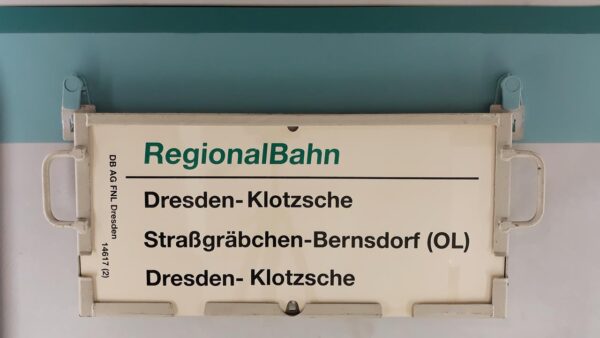 RegionalBahn
Dresden-Klotzsche
Straßgräbchen-Bernsdorf (OL)
Dresden- Klotzsche
DB AG FNL Dresden 14617 (2)